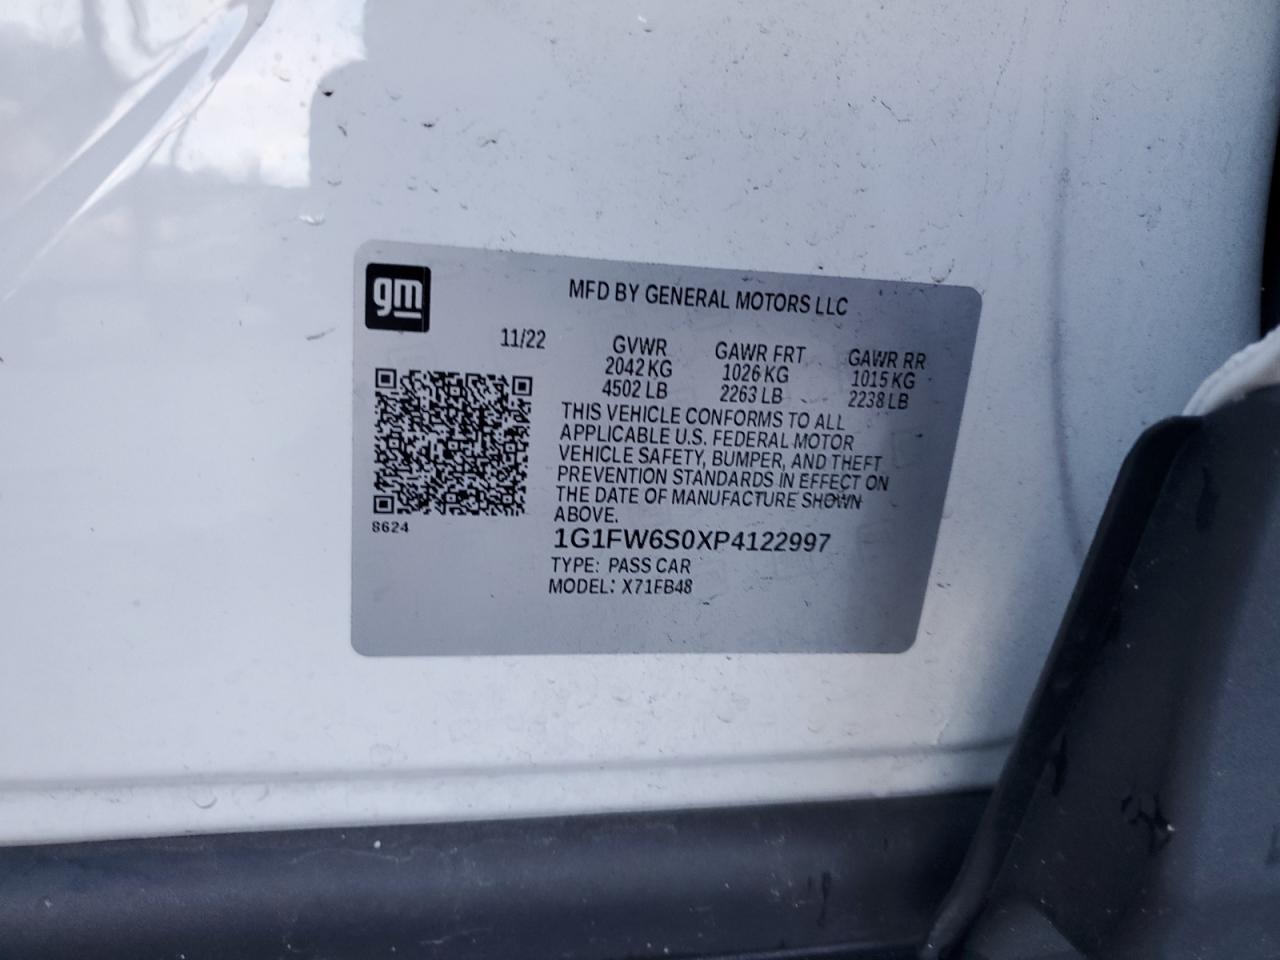 gm
MFD BY GENERAL MOTORS LLC
11/22
GVWR GAWR FRT GAWR RR
2042 KG 1026 KG 1015 KG
4502 LB 2263 LB 2238 LB
THIS VEHICLE CONFORMS TO ALL
APPLICABLE U.S. FEDERAL MOTOR
VEHICLE SAFETY, BUMPER, AND THEFT
PREVENTION STANDARDS IN EFFECT ON
THE DATE OF MANUFACTURE SHOWN
ABOVE.
8624
1G1FW6S0XP4122997
TYPE: PASS CAR
MODEL: X71FB48